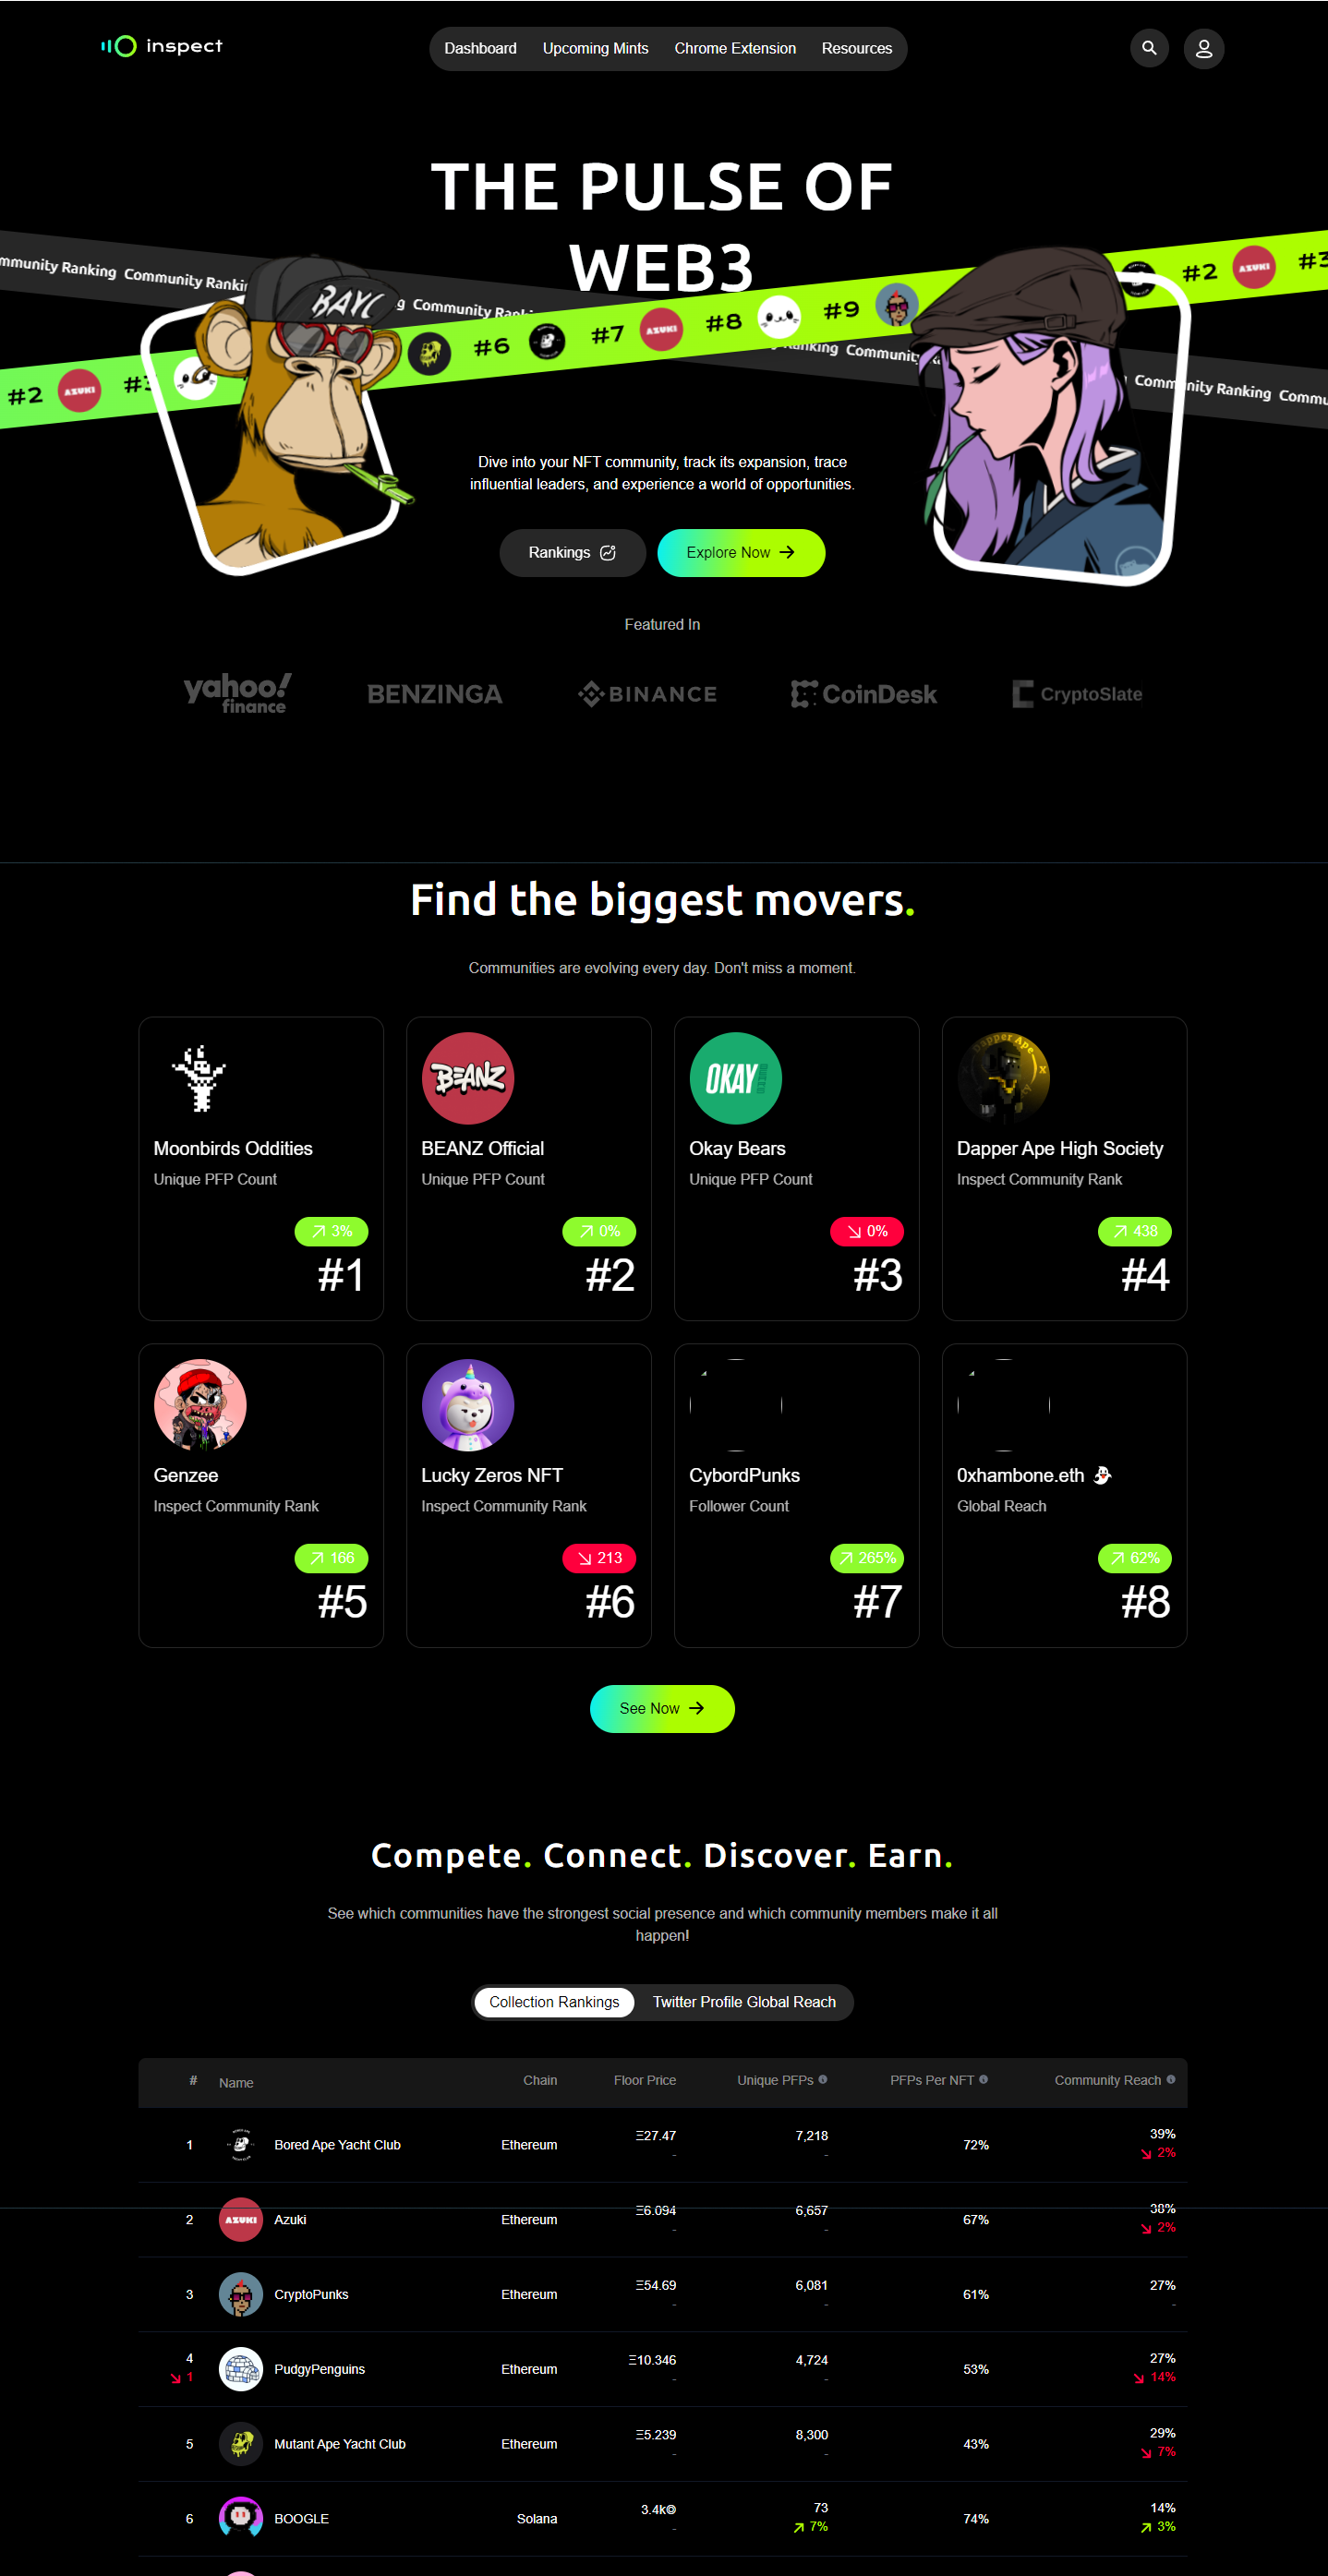 inspect
Dashboard Upcoming Mints Chrome Extension Resources
THE PULSE OF
WEB3
Community Ranking Community
Community
#2 #3
BAYC
#6 #7 AZUKI #8 #9
AZUKI
#2 AZUKI #3
Ranking Community
Community Ranking
Dive into your NFT community, track its expansion, trace
influential leaders, and experience a world of opportunities.
Rankings Explore Now
Featured In
yahoo!
finance
BENZINGA
BINANCE
CoinDesk
CryptoSlate
Find the biggest movers.
Communities are evolving every day. Don't miss a moment.
Moonbirds Oddities
Unique PFP Count
3%
#1
BEANZ
BEANZ Official
Unique PFP Count
0%
#2
OKAY
Okay Bears
Unique PFP Count
0%
#3
Dapper Ape
Dapper Ape High Society
Inspect Community Rank
438
#4
Genzee
Inspect Community Rank
166
#5
Lucky Zeros NFT
Inspect Community Rank
213
#6
CybordPunks
Follower Count
265%
#7
0xhambone.eth 👻
Global Reach
62%
#8
See Now
Compete. Connect. Discover. Earn.
See which communities have the strongest social presence and which community members make it all
happen!
Collection Rankings Twitter Profile Global Reach
# Name Chain Floor Price Unique PFPs PFPs Per NFT Community Reach
1 Bored Ape Yacht Club Ethereum Ξ27.47 7,218 72% 39%
- - 2%
2 AZUKI Azuki Ethereum Ξ6.094 6,657 67% 38%
- - 2%
3 CryptoPunks Ethereum Ξ54.69 6,081 61% 27%
- - -
4 PudgyPenguins Ethereum Ξ10.346 4,724 53% 27%
1 - - 14%
5 Mutant Ape Yacht Club Ethereum Ξ5.239 8,300 43% 29%
- - 7%
6 BOOGLE Solana 3.4k◎ 73 74% 14%
- 7% 3%